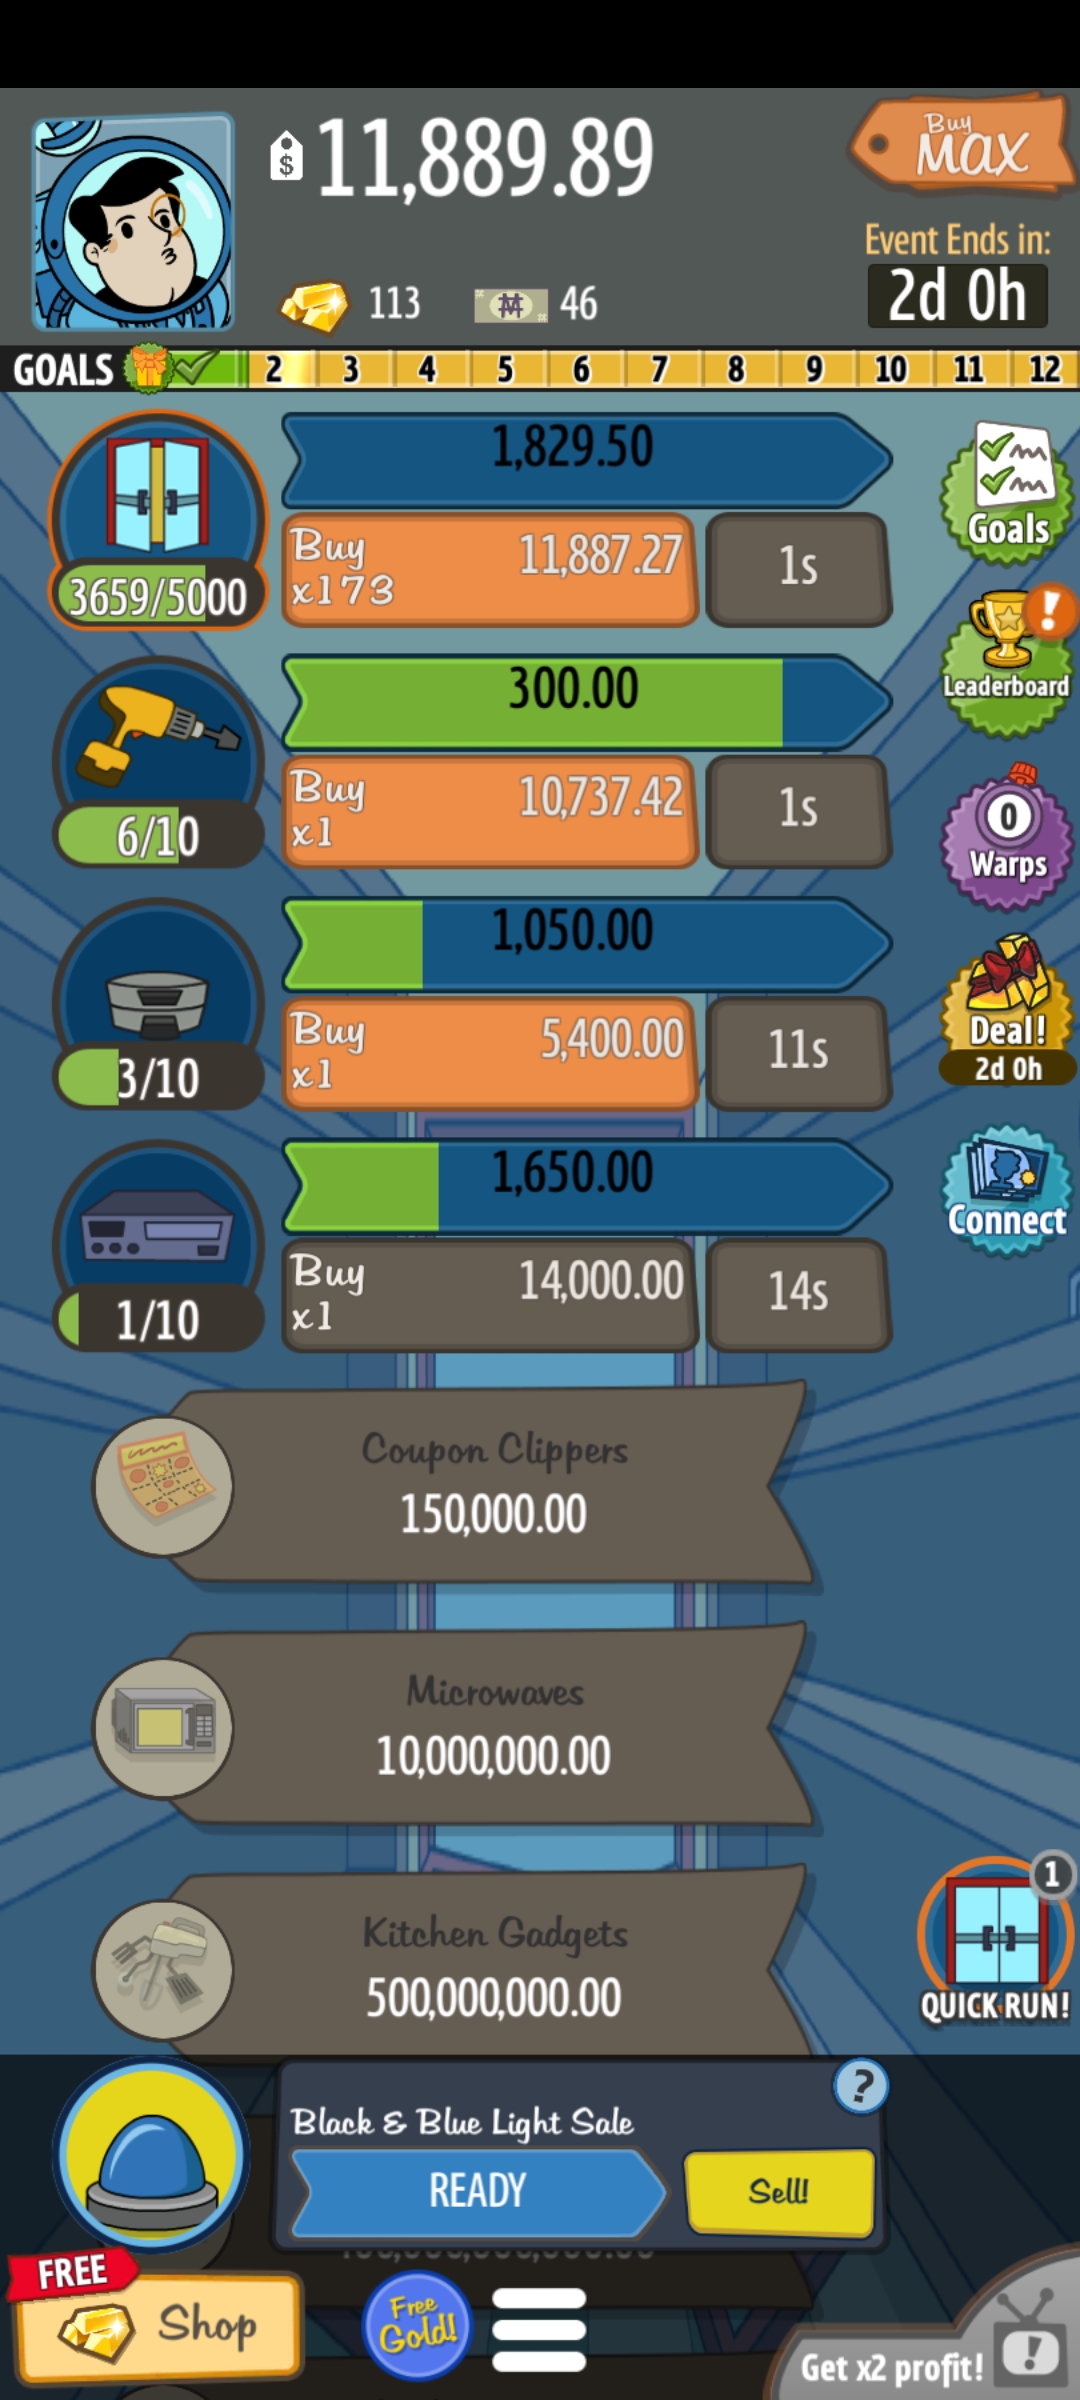 $ 11,889.89
Buy
MAX
113
46
Event Ends in:
2d 0h
GOALS 2 3 4 5 6 7 8 9 10 11 12
1,829.50
3659/5000
Buy
x173
11,887.27
1s
Goals
300.00
6/10
Buy
x1
10,737.42
1s
!
Leaderboard
1,050.00
3/10
Buy
x1
5,400.00
11s
0
Warps
1,650.00
1/10
Buy
x1
14,000.00
14s
Deal!
2d 0h
Connect
Coupon Clippers
150,000.00
Microwaves
10,000,000.00
Kitchen Gadgets
500,000,000.00
1
QUICK RUN!
Black & Blue Light Sale
?
READY
Sell!
FREE
Shop
Free
Gold!
Get x2 profit!
!